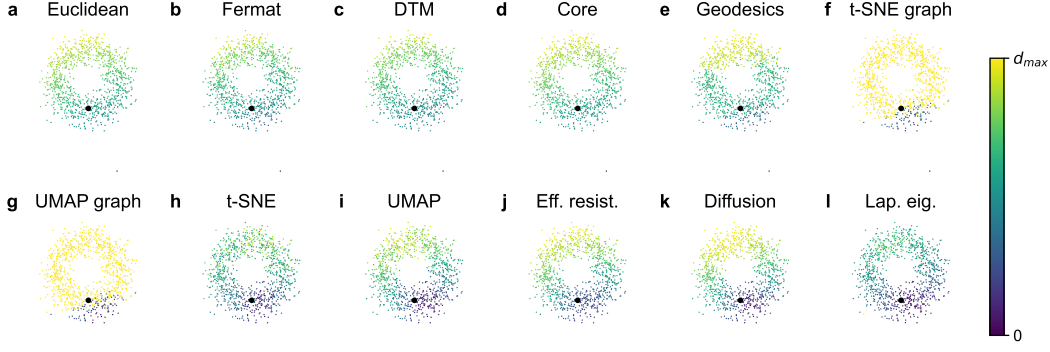 a Euclidean
b Fermat
c DTM
d Core
e Geodesics
f t-SNE graph
d_max
g UMAP graph
h t-SNE
i UMAP
j Eff. resist.
k Diffusion
l Lap. eig.
0